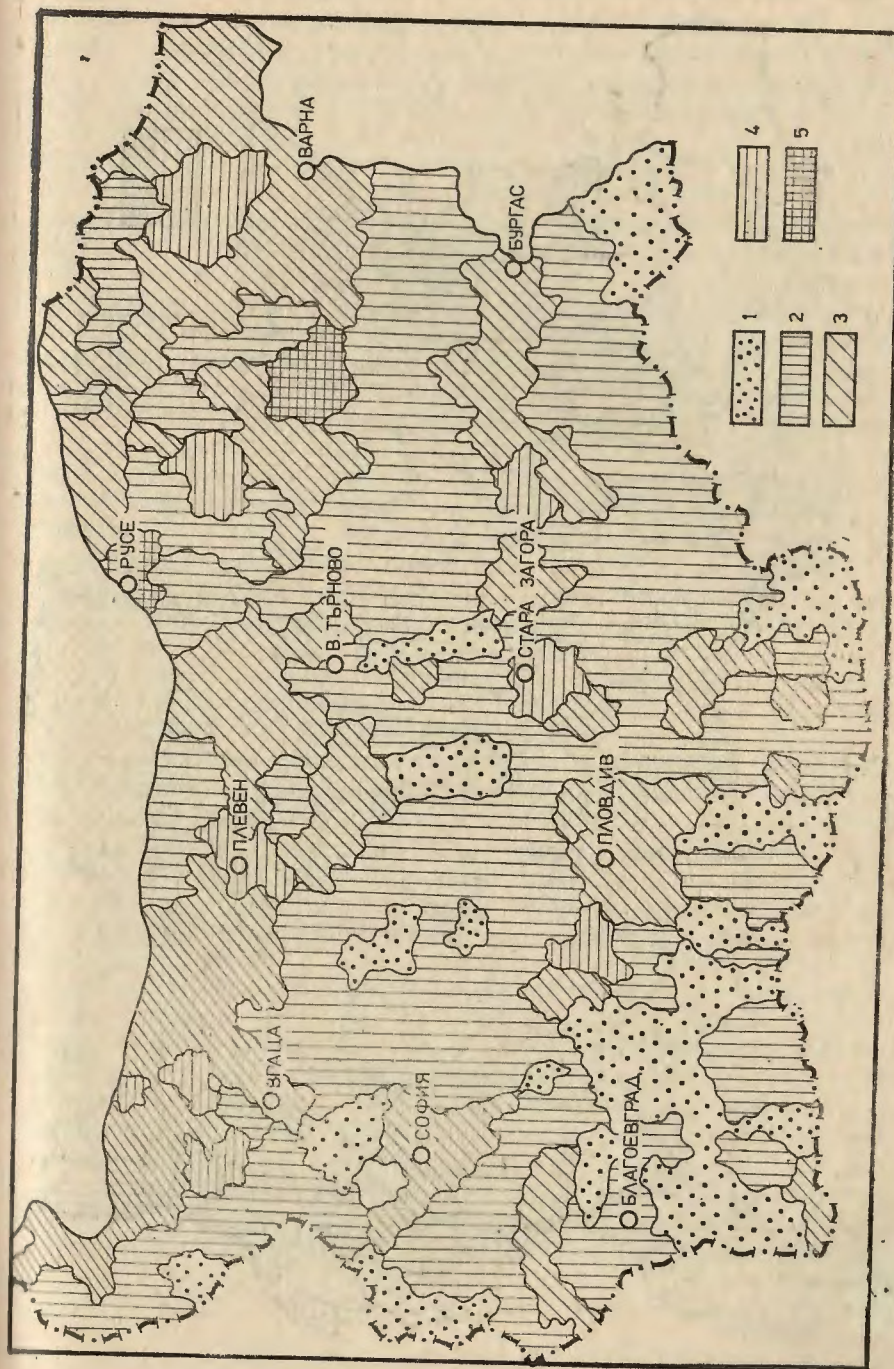 РУСЕ
ВАРНА
ПЛЕВЕН
В. ТЪРНОВО
ВРАЦА
СОФИЯ
БУРГАС
СТАРА ЗАГОРА
ПЛОВДИВ
БЛАГОЕВГРАД
1
2
3
4
5